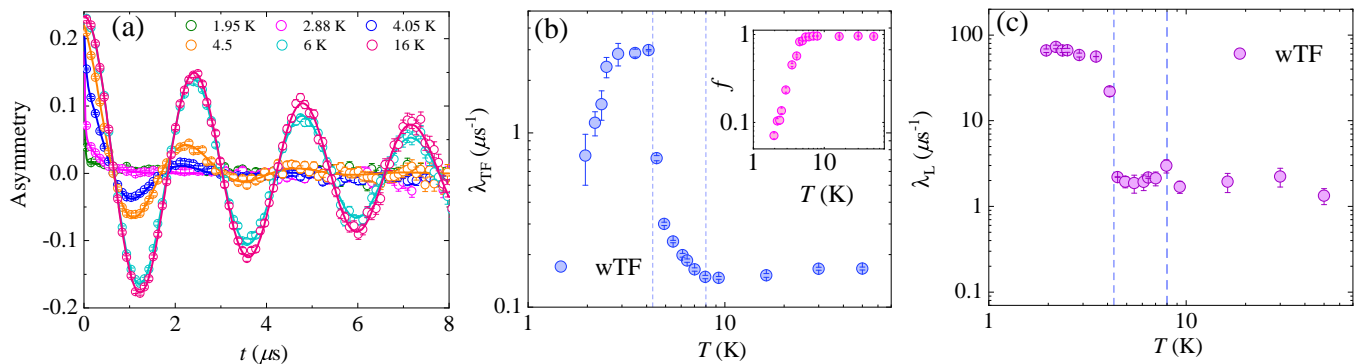 (a)
1.95 K 2.88 K 4.05 K
4.5 6 K 16 K
0.2
0.1
0.0
-0.1
-0.2
Asymmetry
0 2 4 6 8
t (μs)
(b)
1
0.1
λTF (μs-1)
wTF
1 10
T (K)
1
0.1
f
1 10
T (K)
(c)
100
10
1
0.1
λL (μs-1)
wTF
1 10
T (K)